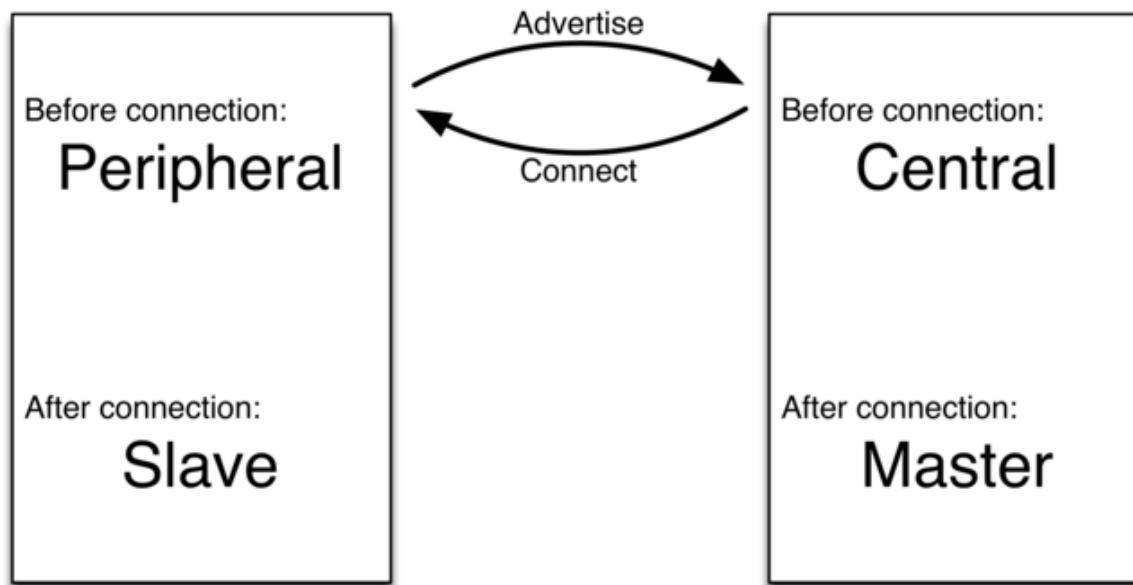 Advertise
Connect
Before connection:
Peripheral
After connection:
Slave
Before connection:
Central
After connection:
Master